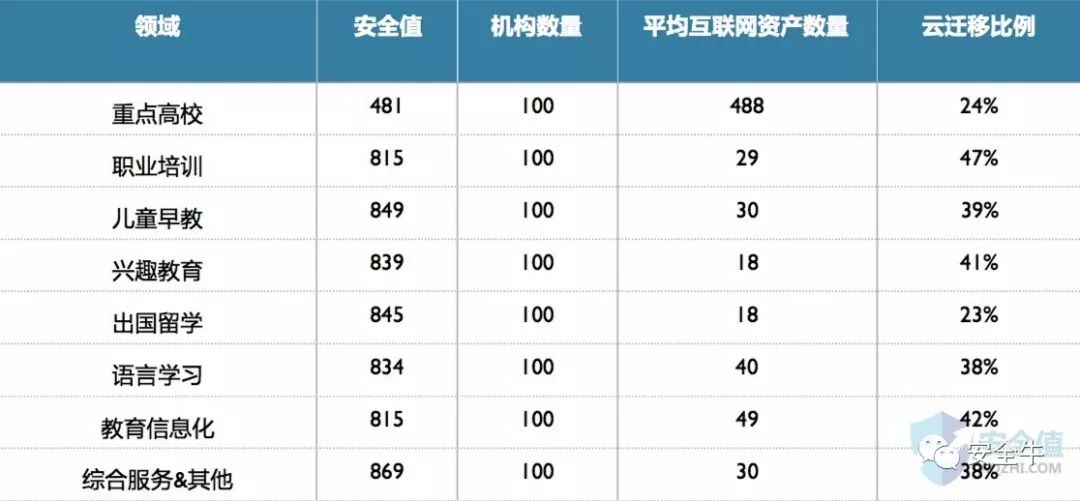 领域 安全值 机构数量 平均互联网资产数量 云迁移比例
重点高校 481 100 488 24%
职业培训 815 100 29 47%
儿童早教 849 100 30 39%
兴趣教育 839 100 18 41%
出国留学 845 100 18 23%
语言学习 834 100 40 38%
教育信息化 815 100 49 42%
综合服务&其他 869 100 30 38%
安全值
安全牛